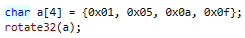 char a[4] = {0x01, 0x05, 0x0a, 0x0f};
rotate32(a);